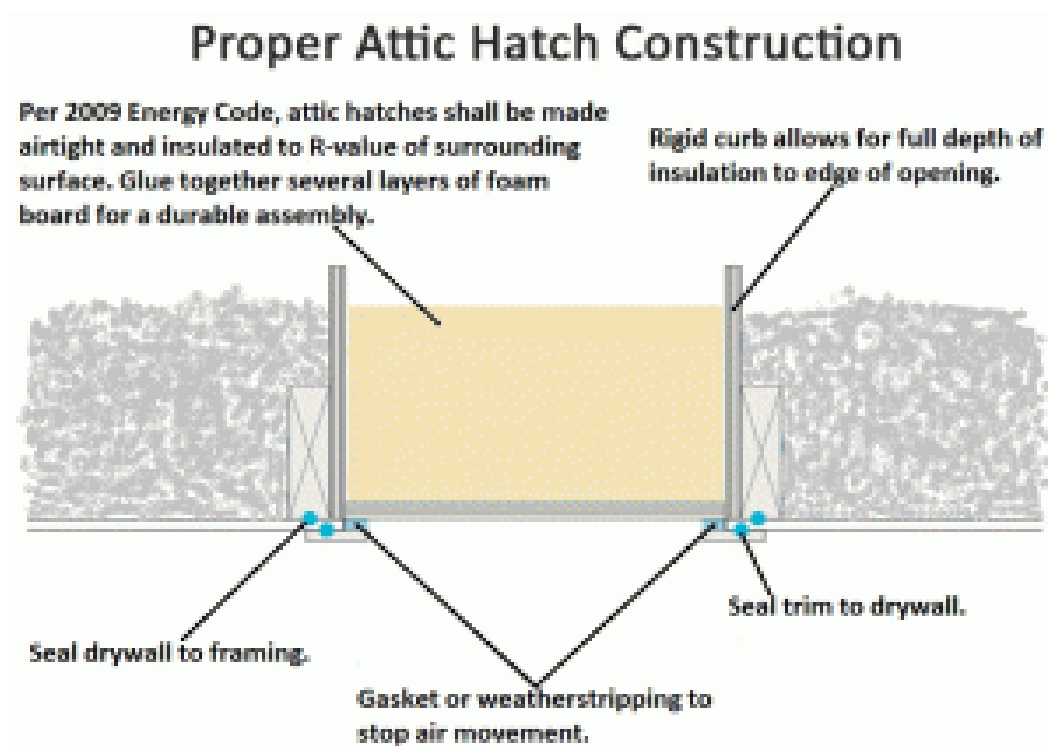 Proper Attic Hatch Construction
Per 2009 Energy Code, attic hatches shall be made
airtight and insulated to R-value of surrounding
surface. Glue together several layers of foam
board for a durable assembly.
Rigid curb allows for full depth of
insulation to edge of opening.
Seal trim to drywall.
Seal drywall to framing.
Gasket or weatherstripping to
stop air movement.